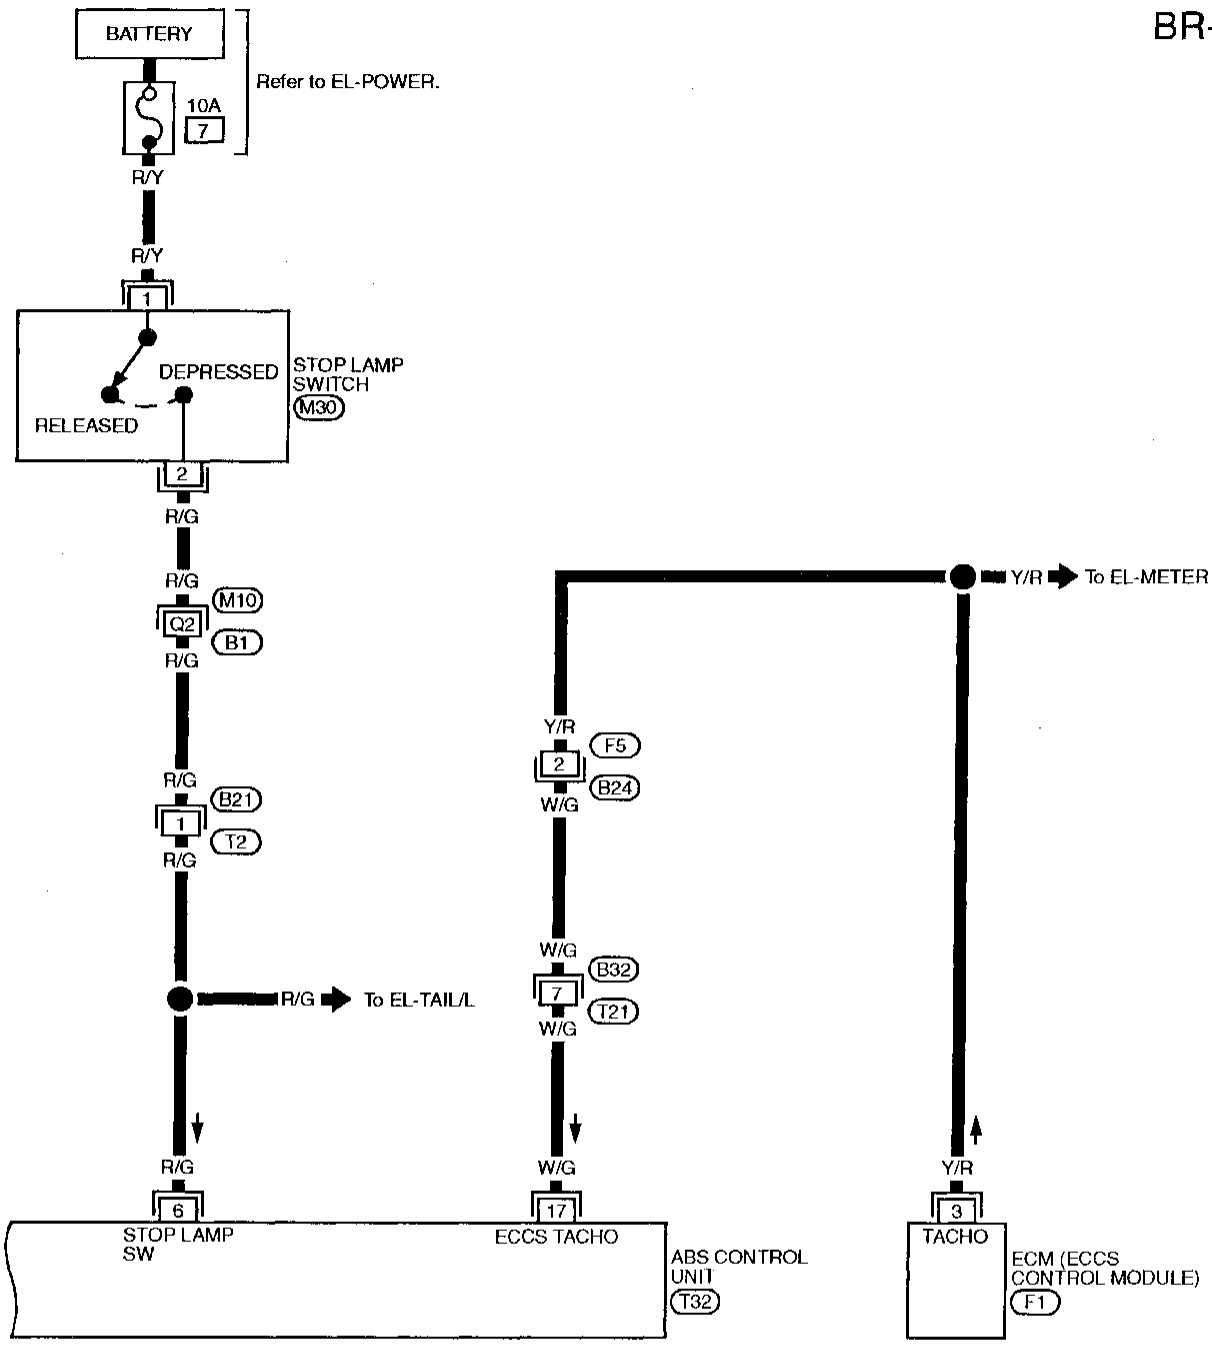 BR-
BATTERY
Refer to EL-POWER.
10A
7
R/Y
R/Y
1
DEPRESSED
RELEASED
STOP LAMP
SWITCH
M30
2
R/G
R/G
M10
Q2
B1
R/G
Y/R
To EL-METER
R/G
B21
1
T2
R/G
Y/R
F5
2
B24
W/G
W/G
B32
7
T21
W/G
R/G
To EL-TAIL/L
R/G
W/G
Y/R
6
17
3
STOP LAMP
SW
ECCS TACHO
TACHO
ABS CONTROL
UNIT
T32
ECM (ECCS
CONTROL MODULE)
F1